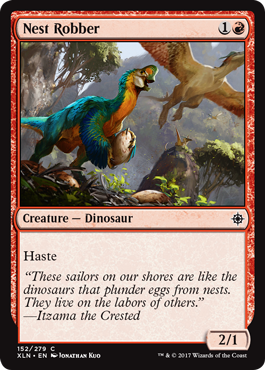 Nest Robber 1
Creature — Dinosaur
Haste
“These sailors on our shores are like the
dinosaurs that plunder eggs from nests.
They live on the labors of others.”
—Itzama the Crested
2/1
152/279 C
XLN • EN Jonathan Kuo
™ & © 2017 Wizards of the Coast